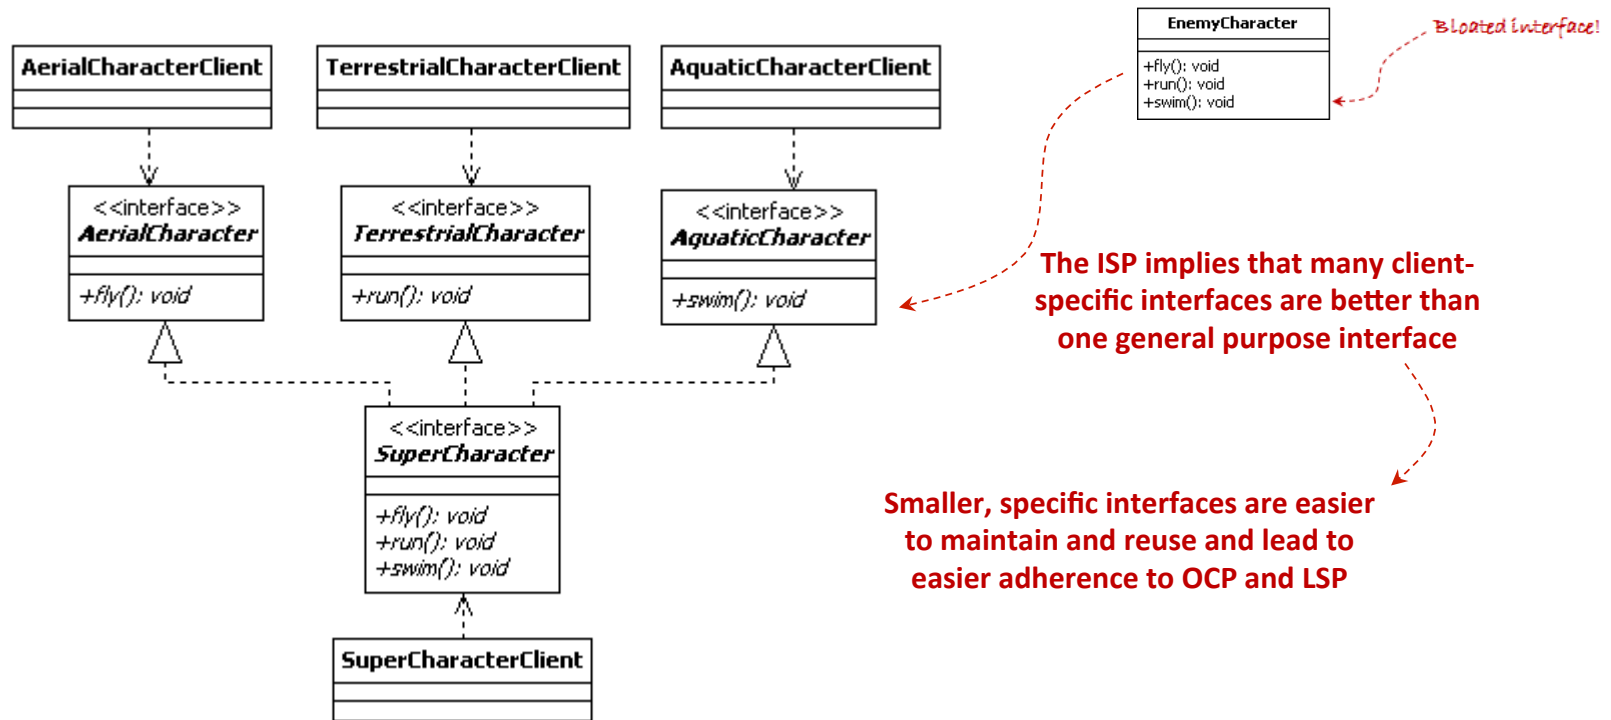 EnemyCharacter
+fly(): void
+run(): void
+swim(): void
Bloated interface!
AerialCharacterClient
TerrestrialCharacterClient
AquaticCharacterClient
<<interface>>
AerialCharacter
+fly(): void
<<interface>>
TerrestrialCharacter
+run(): void
<<interface>>
AquaticCharacter
+swim(): void
The ISP implies that many client-
specific interfaces are better than
one general purpose interface
<<interface>>
SuperCharacter
+fly(): void
+run(): void
+swim(): void
Smaller, specific interfaces are easier
to maintain and reuse and lead to
easier adherence to OCP and LSP
SuperCharacterClient